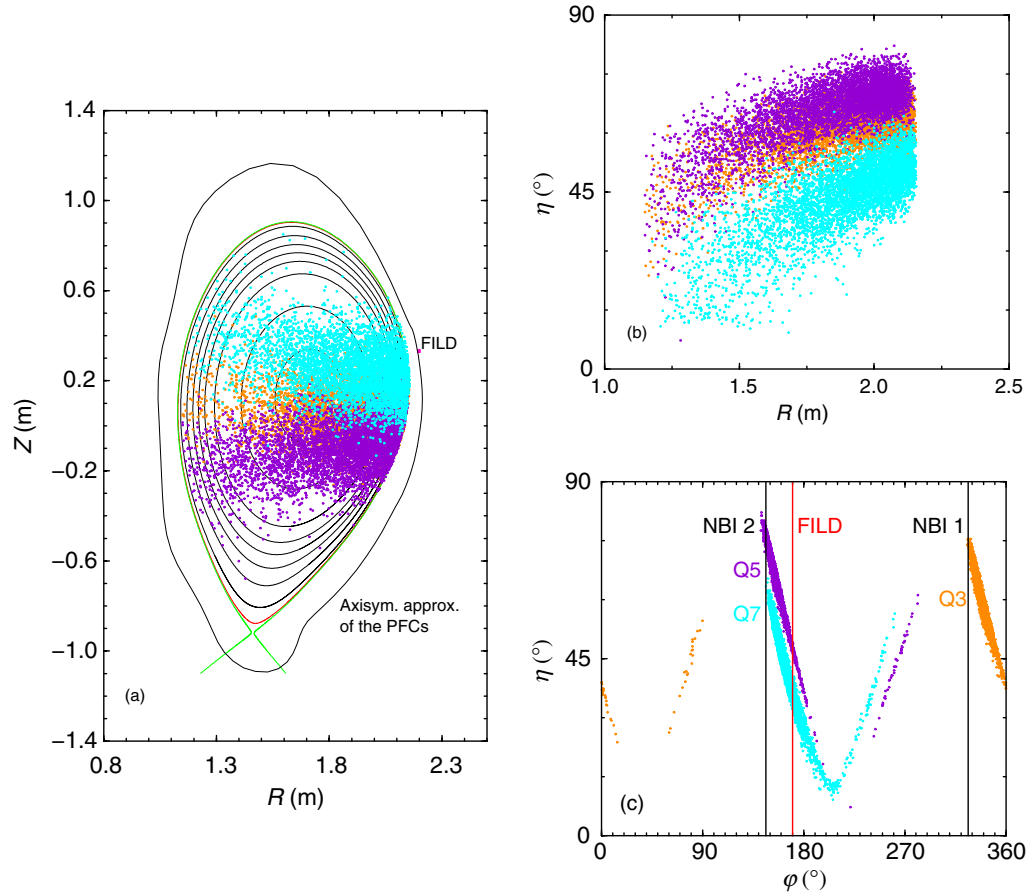 1.4
1.0
0.6
0.2
−0.2
−0.6
−1.0
−1.4
Z (m)
0.8
1.3
1.8
2.3
R (m)
FILD
Axisym. approx.
of the PFCs
(a)
90
45
0
η (°)
1.0
1.5
2.0
2.5
R (m)
(b)
90
45
0
η (°)
NBI 2
FILD
NBI 1
Q5
Q7
Q3
(c)
0
90
180
270
360
φ (°)